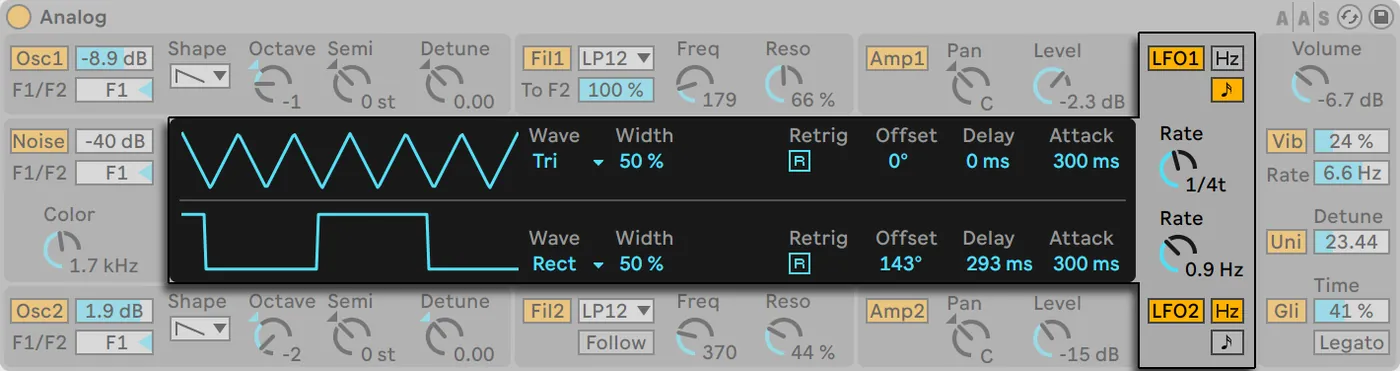 Analog
AAS
Osc1 -8.9 dB Shape Octave Semi Detune
F1/F2 F1 -1 0 st 0.00
Fil1 LP12 Freq Reso
To F2 100 % 179 66 %
Amp1 Pan Level
C -2.3 dB
LFO1 Hz
Volume
-6.7 dB
Noise -40 dB
F1/F2 F1
Color
1.7 kHz
Wave Width Retrig Offset Delay Attack
Tri 50 % R 0° 0 ms 300 ms
Wave Width Retrig Offset Delay Attack
Rect 50 % R 143° 293 ms 300 ms
Rate
1/4t
Rate
0.9 Hz
Vib 24 %
Rate 6.6 Hz
Detune
Uni 23.44
Osc2 1.9 dB Shape Octave Semi Detune
F1/F2 F1 -2 0 st 0.00
Fil2 LP12 Freq Reso
Follow 370 44 %
Amp2 Pan Level
C -15 dB
LFO2 Hz
Time
Gli 41 %
Legato